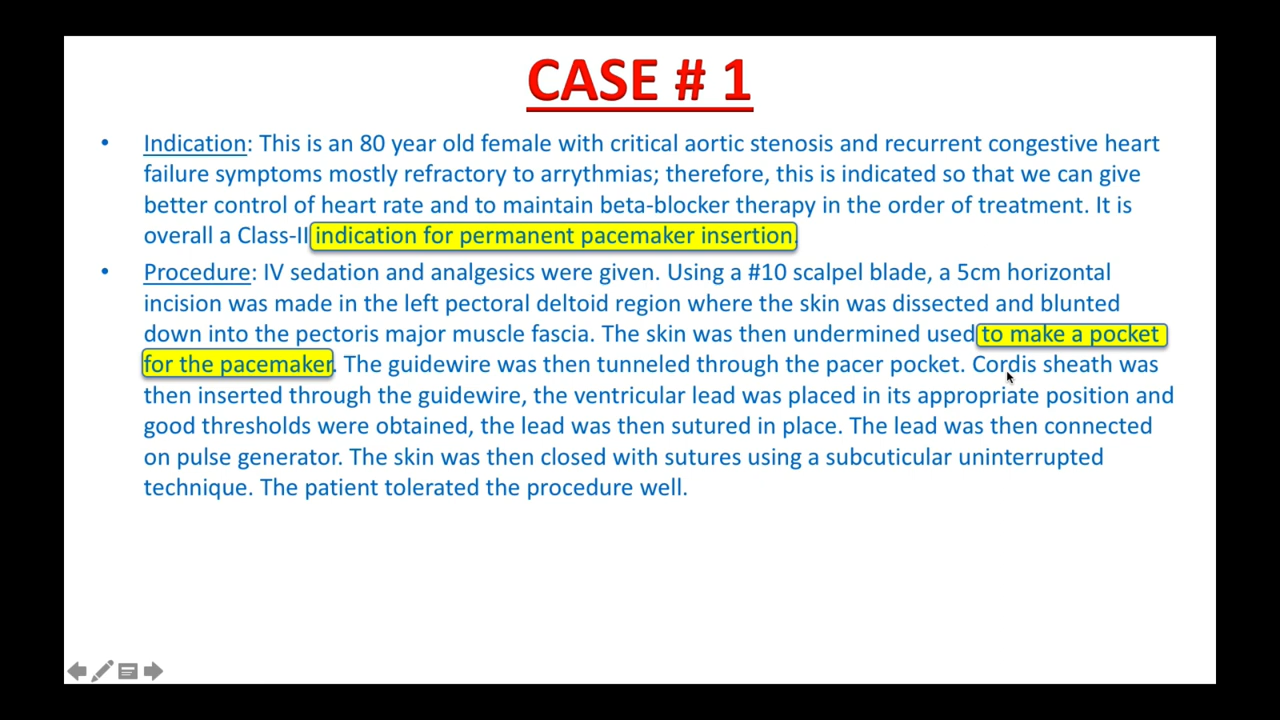 CASE # 1
• Indication: This is an 80 year old female with critical aortic stenosis and recurrent congestive heart
failure symptoms mostly refractory to arrythmias; therefore, this is indicated so that we can give
better control of heart rate and to maintain beta-blocker therapy in the order of treatment. It is
overall a Class-II indication for permanent pacemaker insertion.
• Procedure: IV sedation and analgesics were given. Using a #10 scalpel blade, a 5cm horizontal
incision was made in the left pectoral deltoid region where the skin was dissected and blunted
down into the pectoris major muscle fascia. The skin was then undermined used to make a pocket
for the pacemaker. The guidewire was then tunneled through the pacer pocket. Cordis sheath was
then inserted through the guidewire, the ventricular lead was placed in its appropriate position and
good thresholds were obtained, the lead was then sutured in place. The lead was then connected
on pulse generator. The skin was then closed with sutures using a subcuticular uninterrupted
technique. The patient tolerated the procedure well.